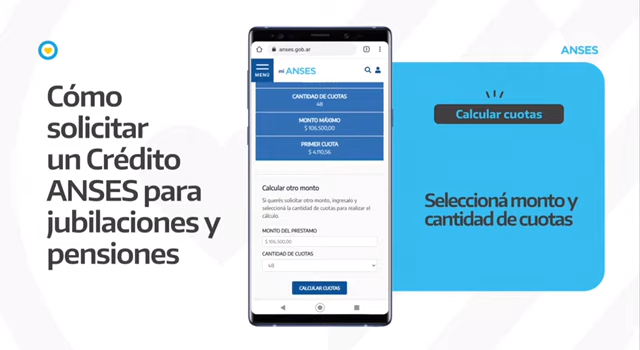 Cómo
solicitar
un Crédito
ANSES para
jubilaciones y
pensiones
anses.gob.ar
MENÚ
mi ANSES
CANTIDAD DE CUOTAS
48
MONTO MÁXIMO
$ 106.500,00
PRIMER CUOTA
$ 4.110,56
Calcular otro monto
Si querés solicitar otro monto, ingresalo y
seleccioná la cantidad de cuotas para realizar el
cálculo.
MONTO DEL PRESTAMO
$ 106.500,00
CANTIDAD DE CUOTAS
48
CALCULAR CUOTAS
ANSES
Calcular cuotas
Seleccioná monto y
cantidad de cuotas